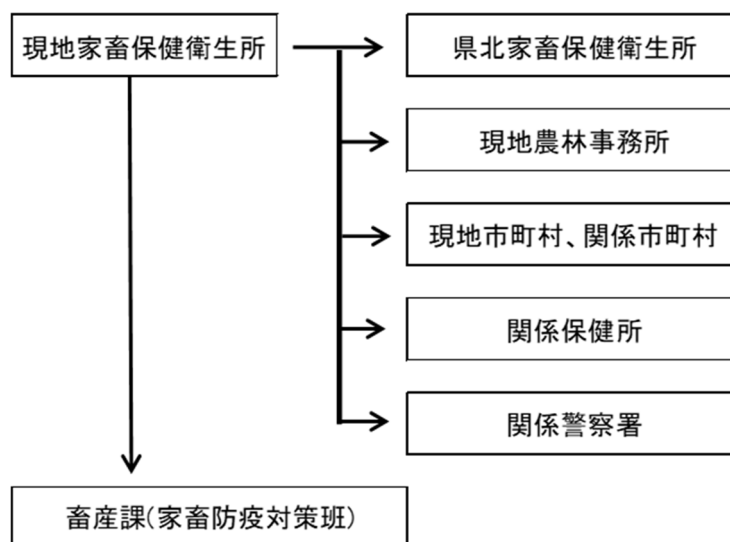 現地家畜保健衛生所
県北家畜保健衛生所
現地農林事務所
現地市町村、関係市町村
関係保健所
関係警察署
畜産課(家畜防疫対策班)